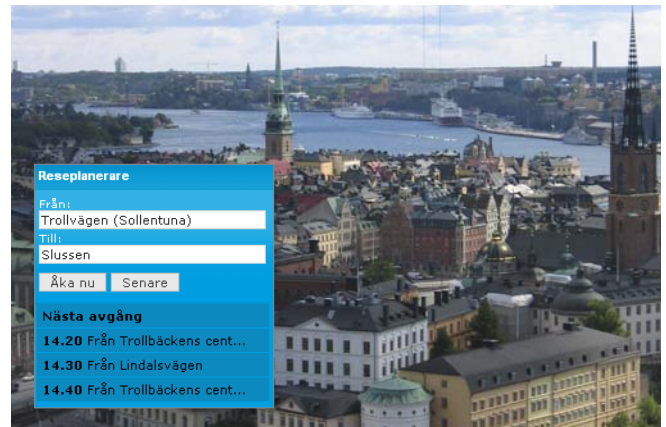 Reseplanerare
Från:
Trollvägen (Sollentuna)
Till:
Slussen
Åka nu Senare
Nästa avgång
14.20 Från Trollbäckens cent...
14.30 Från Lindalsvägen
14.40 Från Trollbäckens cent...